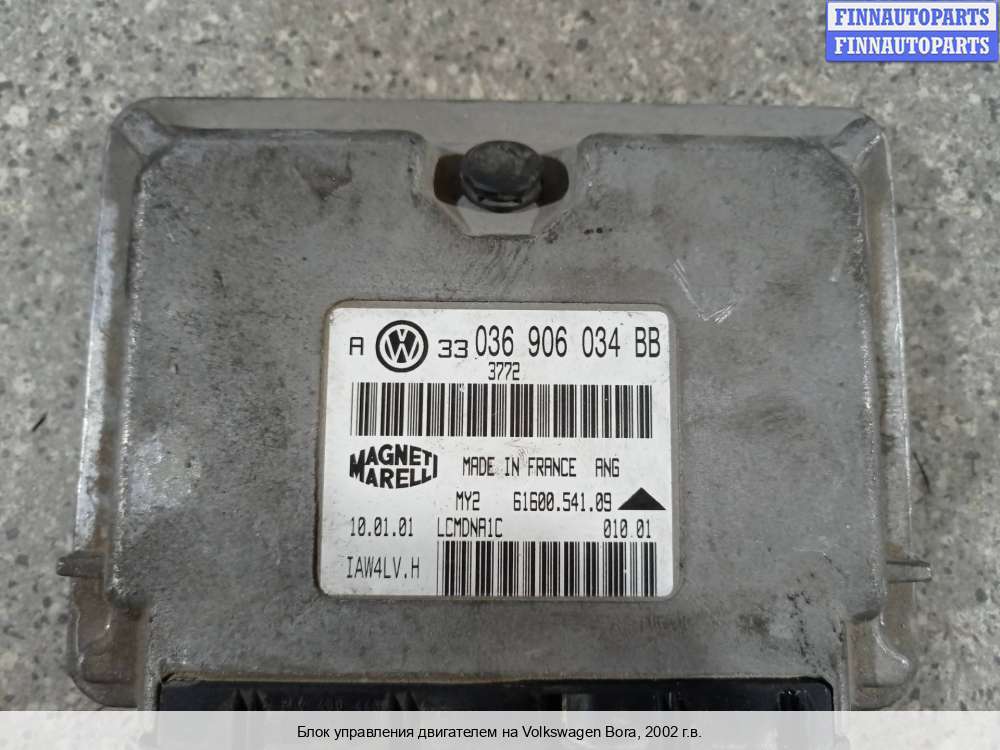 FINNAUTOPARTS
FINNAUTOPARTS
A VW 33 036 906 034 BB
3772
MAGNETI
MARELLI
MADE IN FRANCE ANG
MY2 61600.541.09
10.01.01 LCMDNA1C 010 01
IAW4LV.H
Блок управления двигателем на Volkswagen Bora, 2002 г.в.